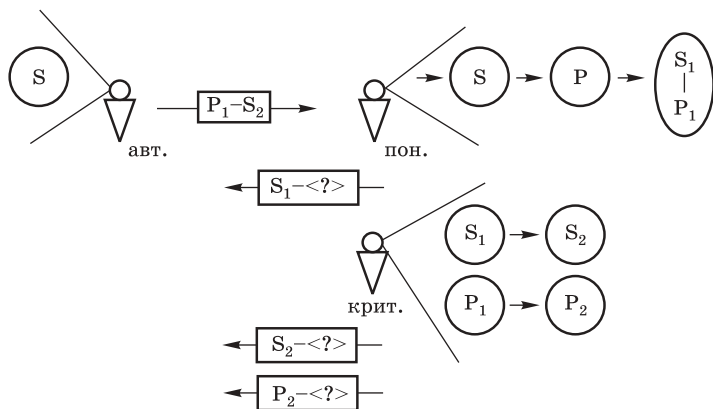 S
P₁–S₂
S
P
S₁
P₁
авт.
пон.
S₁–<?>
S₁
S₂
P₁
P₂
крит.
S₂–<?>
P₂–<?>